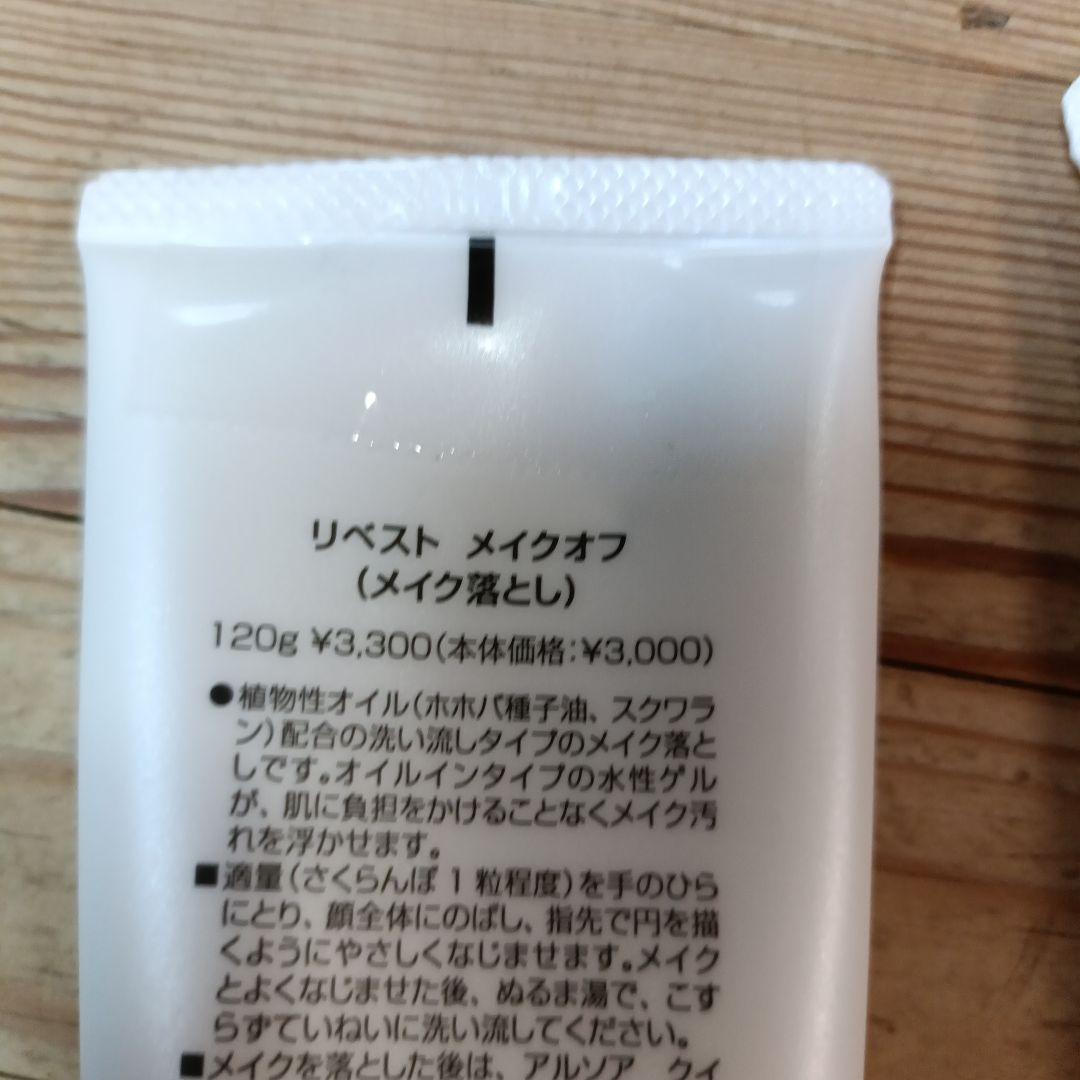 リベスト メイクオフ
(メイク落とし)
120g ¥3,300(本体価格:¥3,000)
●植物性オイル(ホホバ種子油、スクワラ
ン)配合の洗い流しタイプのメイク落と
しです。オイルインタイプの水性ゲル
が、肌に負担をかけることなくメイク汚
れを浮かせます。
■適量(さくらんぼ1粒程度)を手のひら
にとり、顔全体にのばし、指先で円を描
くようにやさしくなじませます。メイク
とよくなじませた後、ぬるま湯で、こす
らずていねいに洗い流してください。
■メイクを落とした後は、アルソア クイ